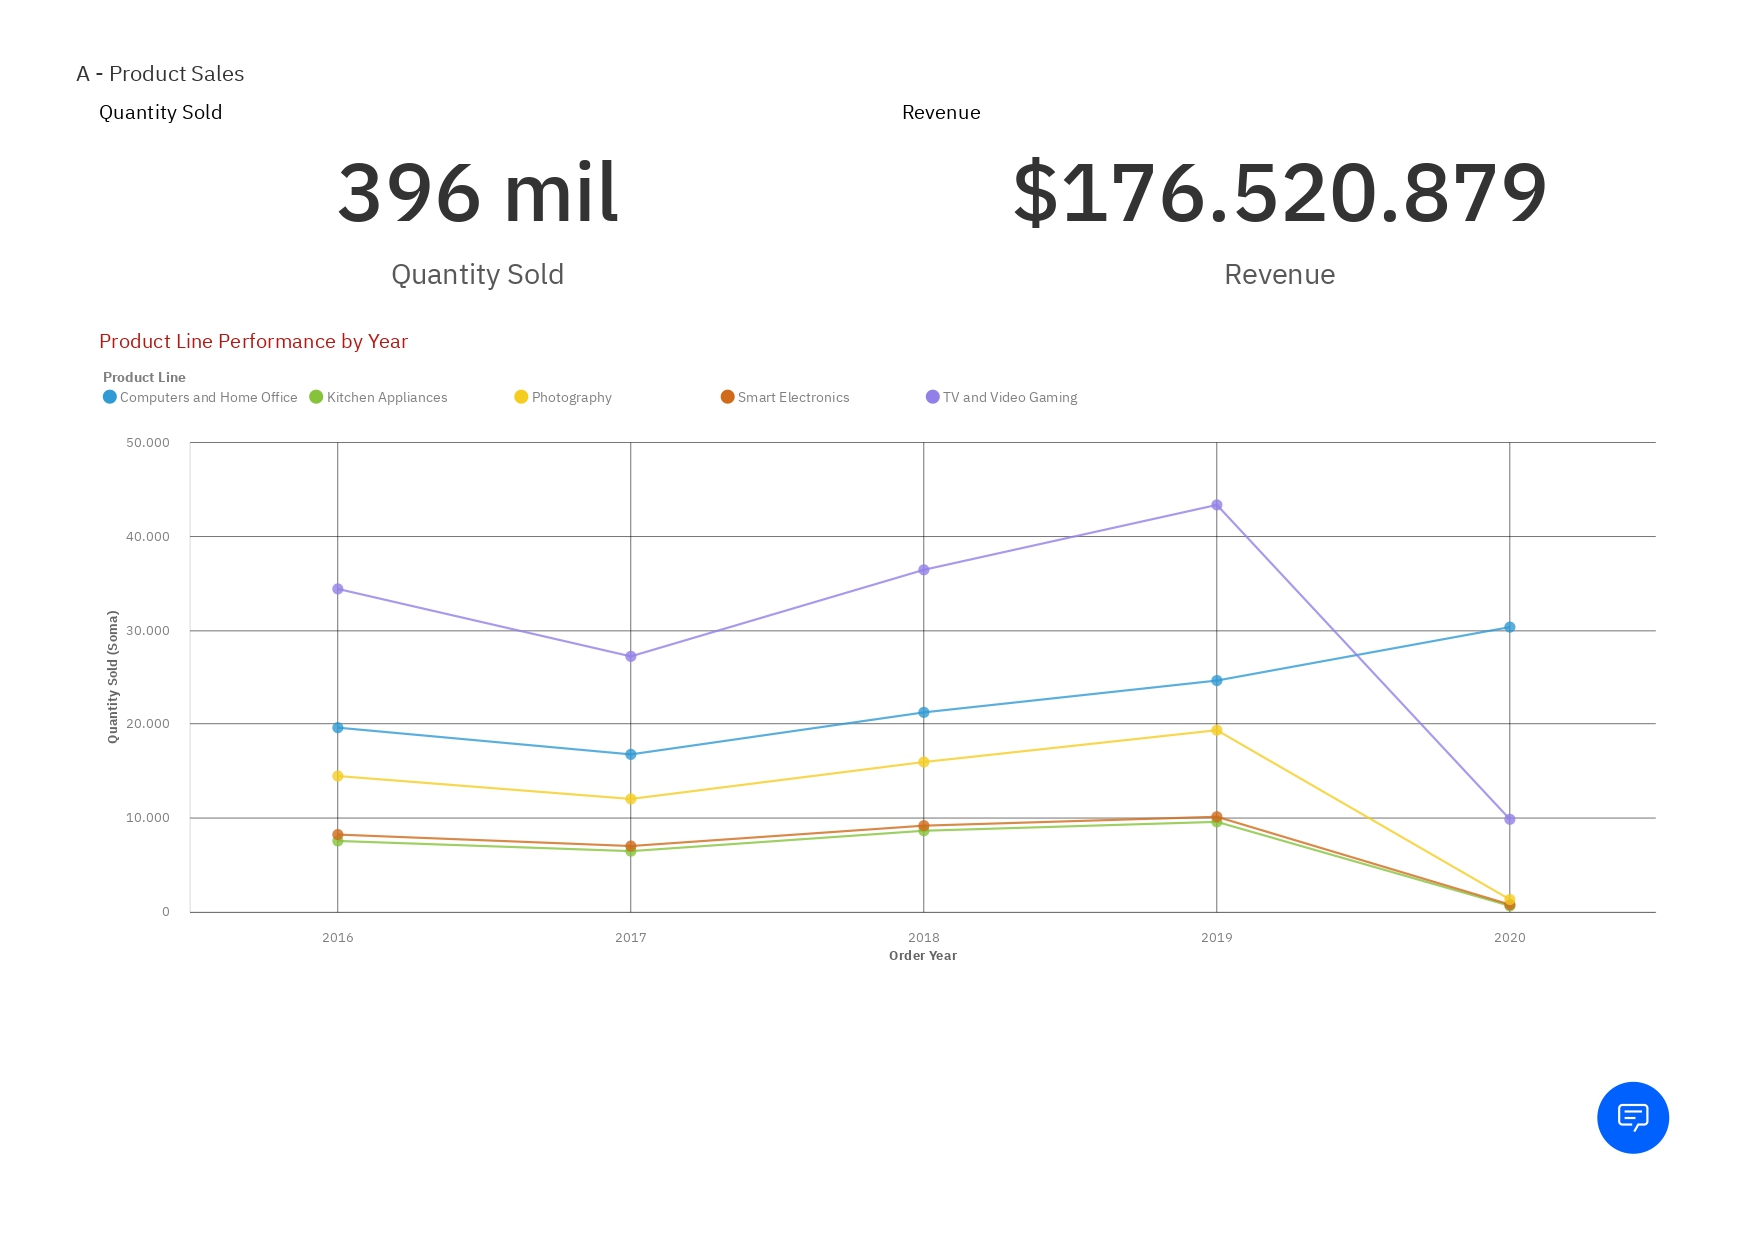 A - Product Sales
Quantity Sold
Revenue
396 mil
$176.520.879
Quantity Sold
Revenue
Product Line Performance by Year
Product Line
Computers and Home Office
Kitchen Appliances
Photography
Smart Electronics
TV and Video Gaming
50.000
40.000
30.000
20.000
10.000
0
Quantity Sold (Soma)
2016
2017
2018
2019
2020
Order Year